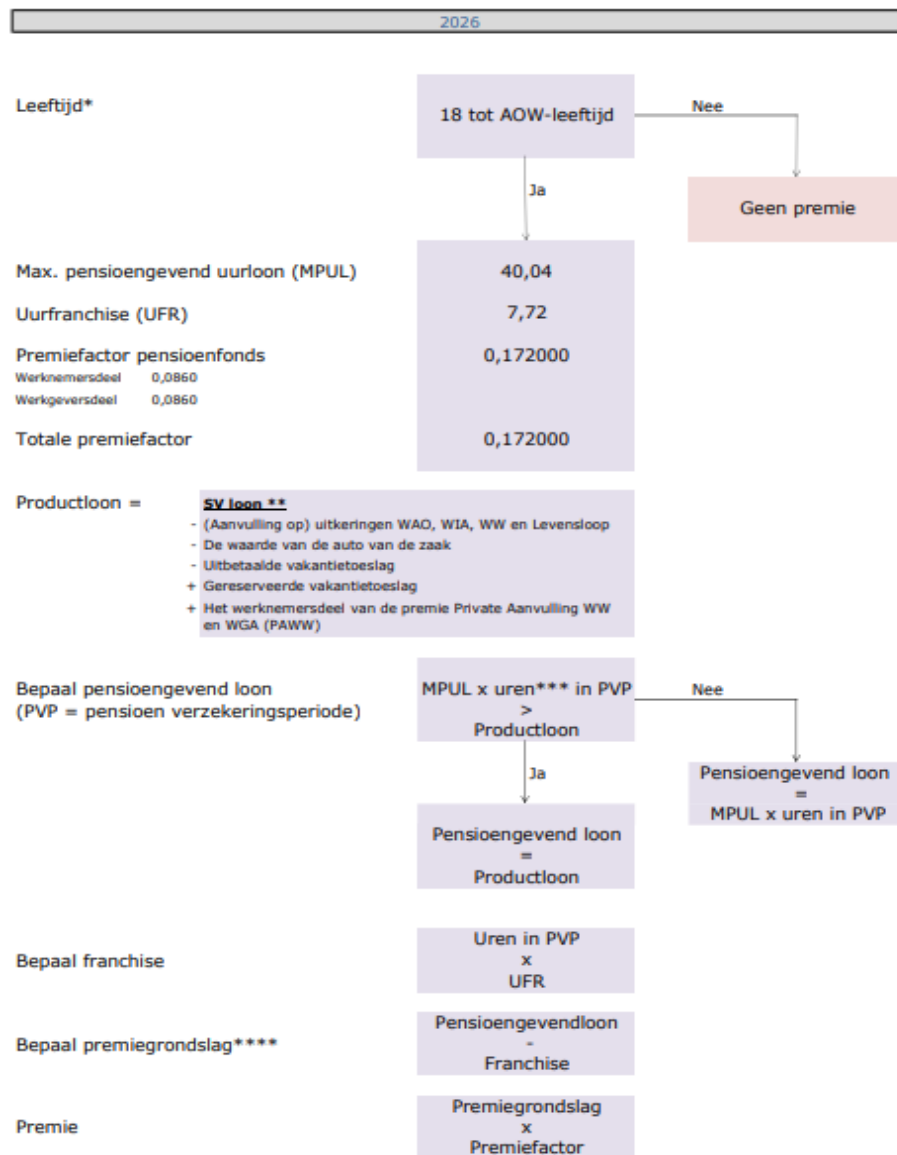 2026
Leeftijd*
18 tot AOW-leeftijd
Nee
Ja
Geen premie
Max. pensioengevend uurloon (MPUL) 40,04
Uurfranchise (UFR) 7,72
Premiefactor pensioenfonds 0,172000
Werknemersdeel 0,0860
Werkgeversdeel 0,0860
Totale premiefactor 0,172000
Productloon =
SV loon **
- (Aanvulling op) uitkeringen WAO, WIA, WW en Levensloop
- De waarde van de auto van de zaak
- Uitbetaalde vakantietoeslag
+ Gereserveerde vakantietoeslag
+ Het werknemersdeel van de premie Private Aanvulling WW
en WGA (PAWW)
Bepaal pensioengevend loon
(PVP = pensioen verzekeringsperiode)
MPUL x uren*** in PVP
>
Productloon
Nee
Ja
Pensioengevend loon
=
MPUL x uren in PVP
Pensioengevend loon
=
Productloon
Bepaal franchise
Uren in PVP
x
UFR
Bepaal premiegrondslag****
Pensioengevendloon
-
Franchise
Premie
Premiegrondslag
x
Premiefactor